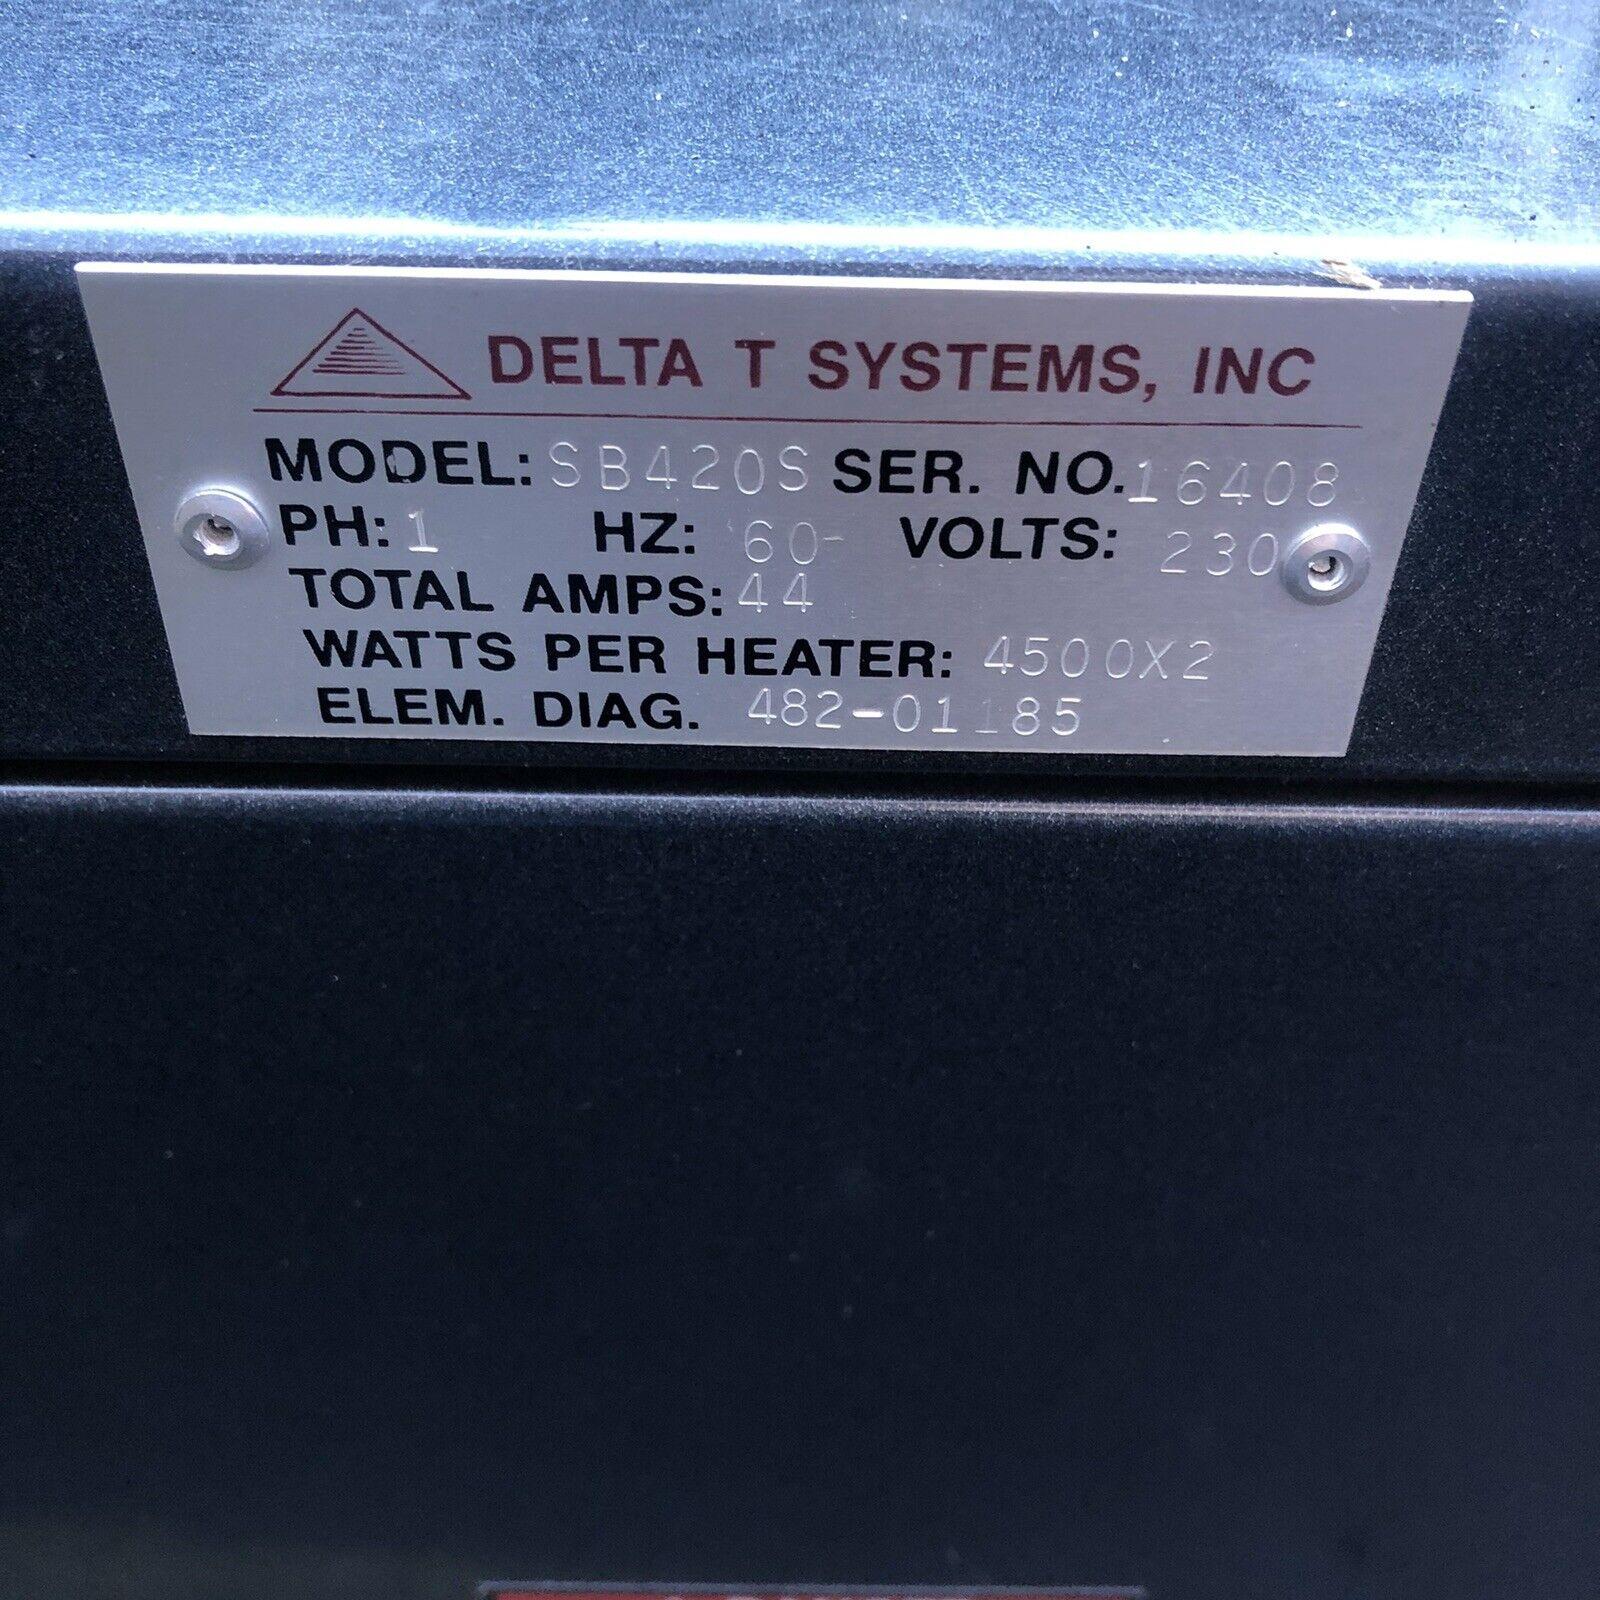 DELTA T SYSTEMS, INC
MODEL: SB420S SER. NO. 16408
PH: 1 HZ: 60 VOLTS: 230
TOTAL AMPS: 44
WATTS PER HEATER: 4500X2
ELEM. DIAG. 482-01185